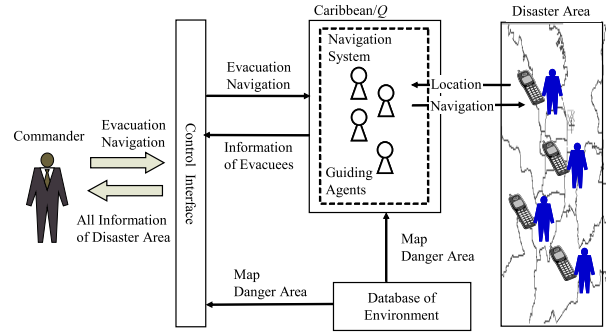 Caribbean/Q
Disaster Area
Navigation
System
Evacuation
Navigation
Location
Navigation
Commander
Evacuation
Navigation
Control Interface
Information
of Evacuees
Guiding
Agents
All Information
of Disaster Area
Map
Danger Area
Map
Danger Area
Database of
Environment